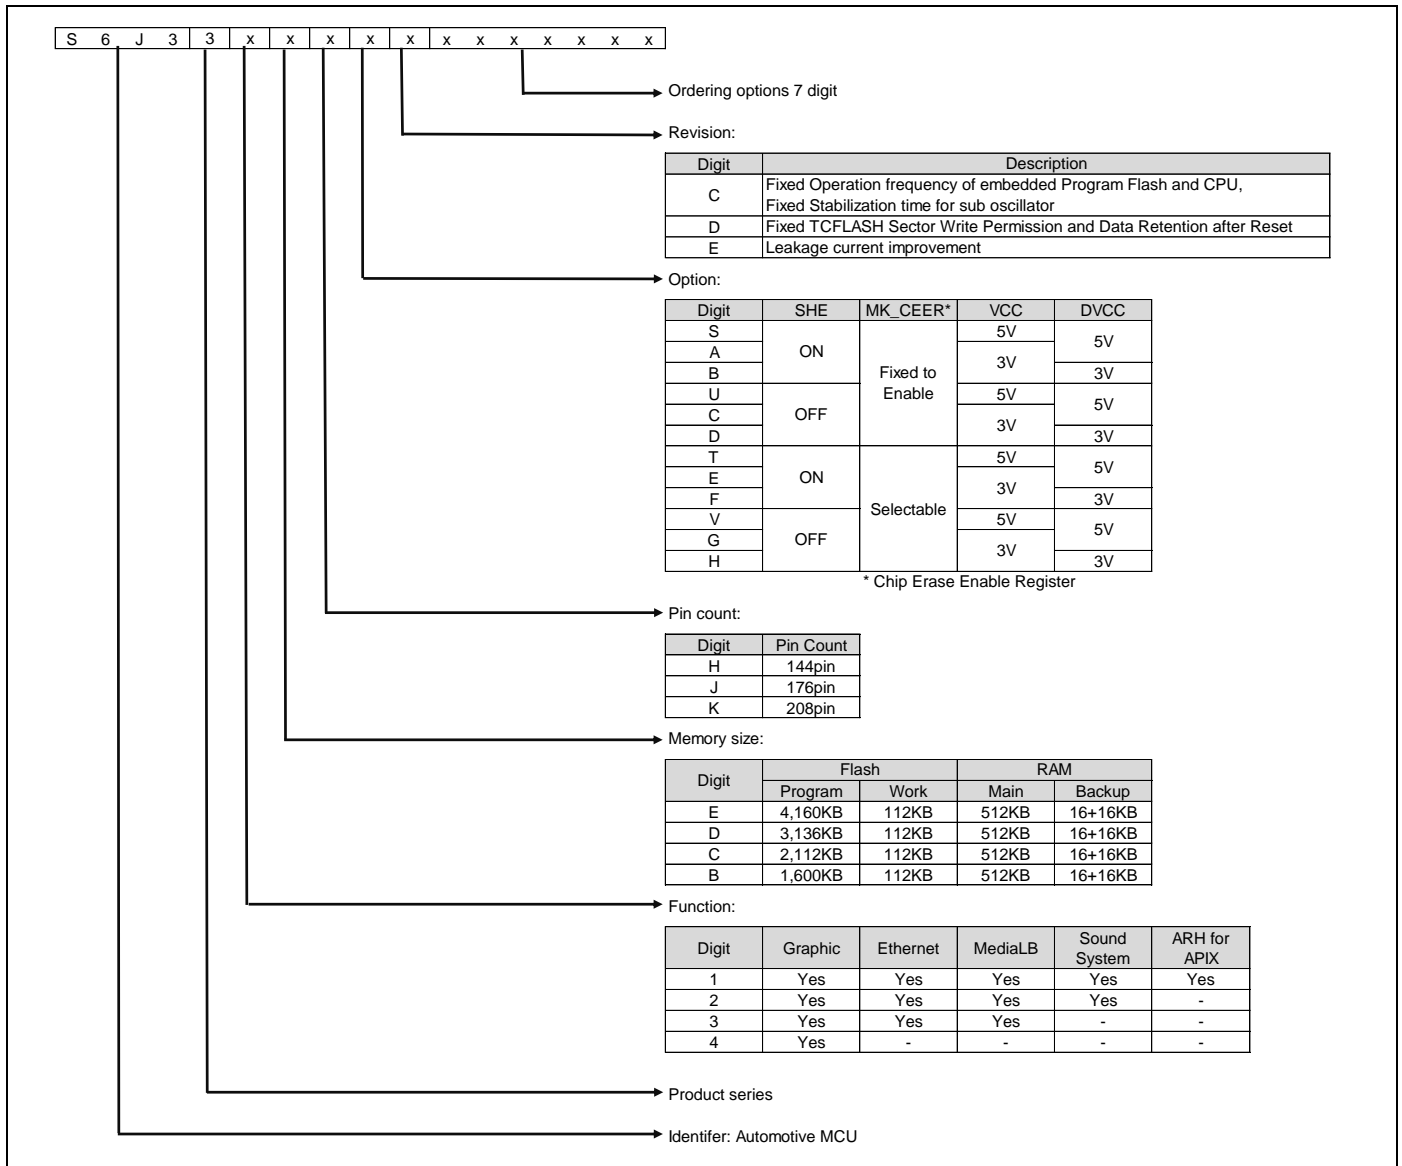 S 6 J 3 3 x x x x x x x x x x x x
Ordering options 7 digit
Revision:
Digit Description
C Fixed Operation frequency of embedded Program Flash and CPU,
Fixed Stabilization time for sub oscillator
D Fixed TCFLASH Sector Write Permission and Data Retention after Reset
E Leakage current improvement
Option:
Digit SHE MK_CEER* VCC DVCC
S ON Fixed to Enable 5V 5V
A 3V
B 3V
U OFF 5V 5V
C 3V
D 3V
T ON Selectable 5V 5V
E 3V
F 3V
V OFF 5V 5V
G 3V
H 3V
* Chip Erase Enable Register
Pin count:
Digit Pin Count
H 144pin
J 176pin
K 208pin
Memory size:
Digit Flash RAM
Program Work Main Backup
E 4,160KB 112KB 512KB 16+16KB
D 3,136KB 112KB 512KB 16+16KB
C 2,112KB 112KB 512KB 16+16KB
B 1,600KB 112KB 512KB 16+16KB
Function:
Digit Graphic Ethernet MediaLB Sound System ARH for APIX
1 Yes Yes Yes Yes Yes
2 Yes Yes Yes Yes -
3 Yes Yes Yes - -
4 Yes - - - -
Product series
Identifer: Automotive MCU